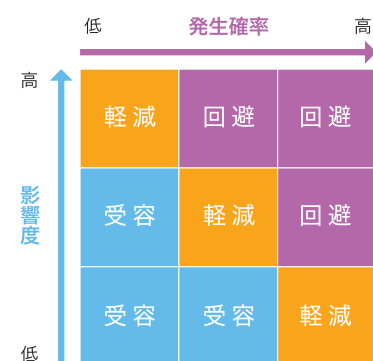 低 発生確率 高
高
軽減 回避 回避
影響度
受容 軽減 回避
受容 受容 軽減
低